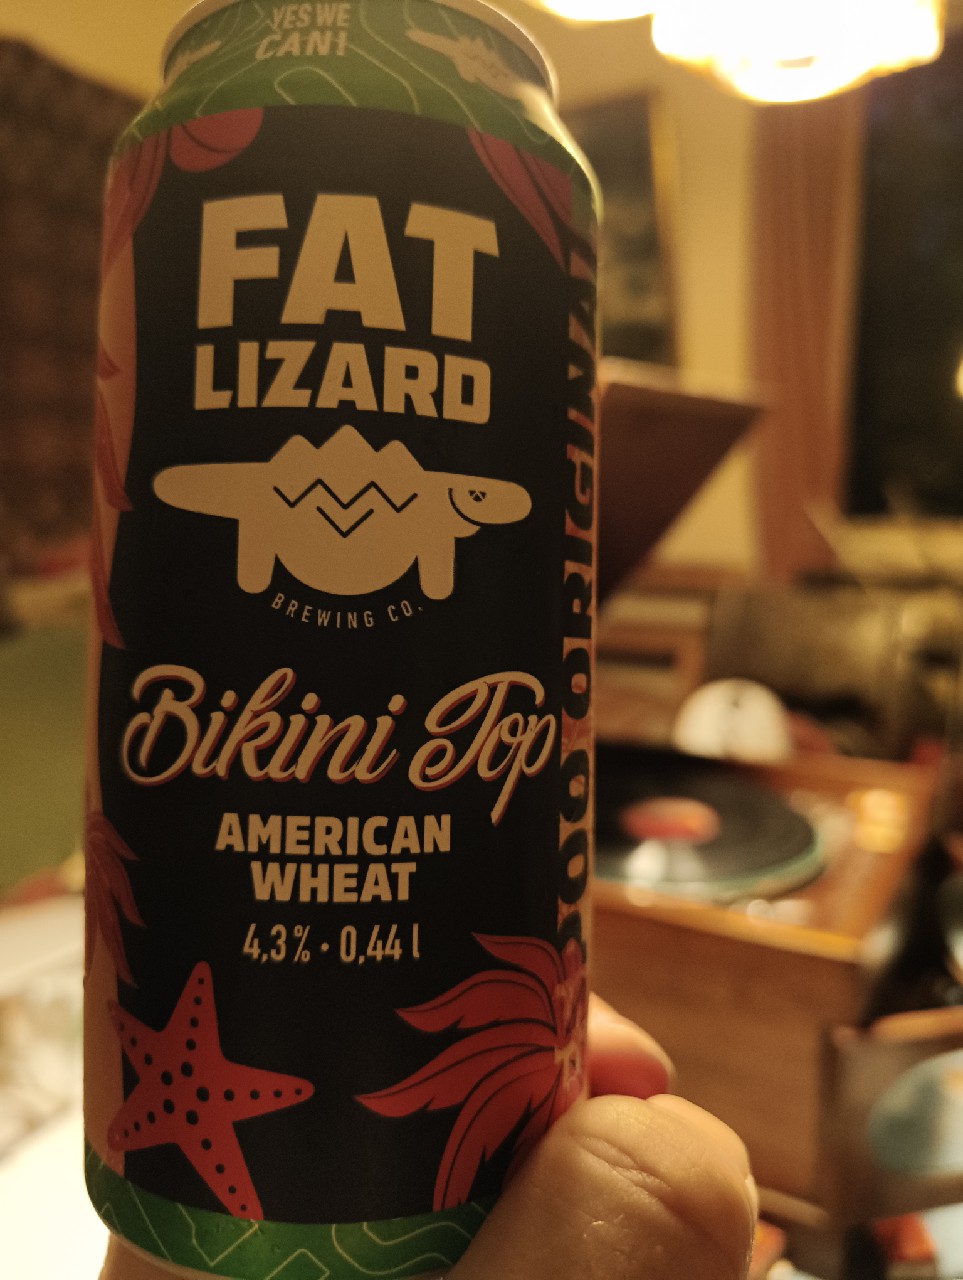 YES WE
CAN!
FAT
LIZARD
BREWING CO.
Bikini Top
AMERICAN
WHEAT
4,3% • 0,44 l